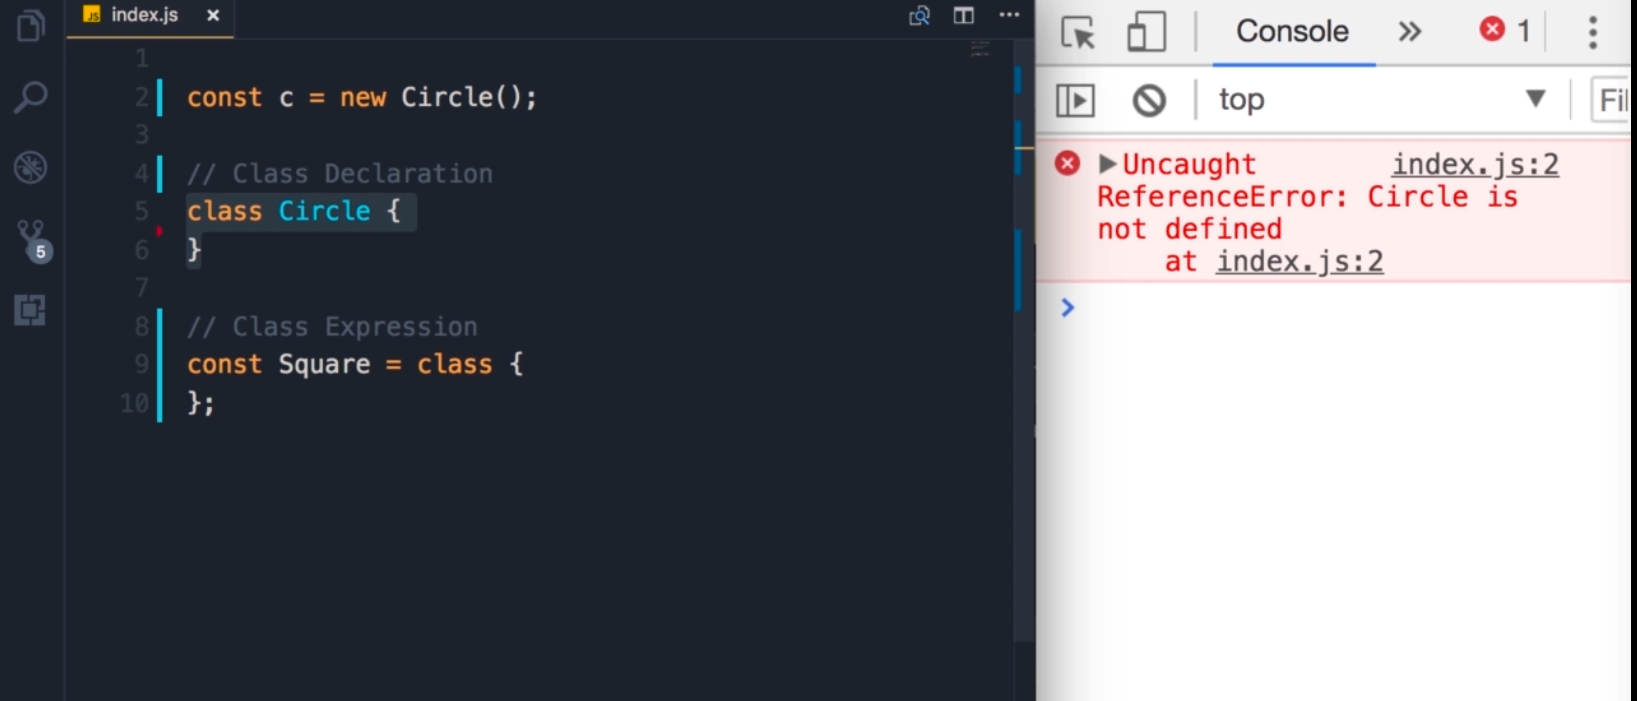 JS index.js ×
1
2 const c = new Circle();
3
4 // Class Declaration
5 class Circle {
6 }
7
8 // Class Expression
9 const Square = class {
10 };
5
Console » 1
top ▼ Fil
▶Uncaught index.js:2
ReferenceError: Circle is
not defined
at index.js:2
>